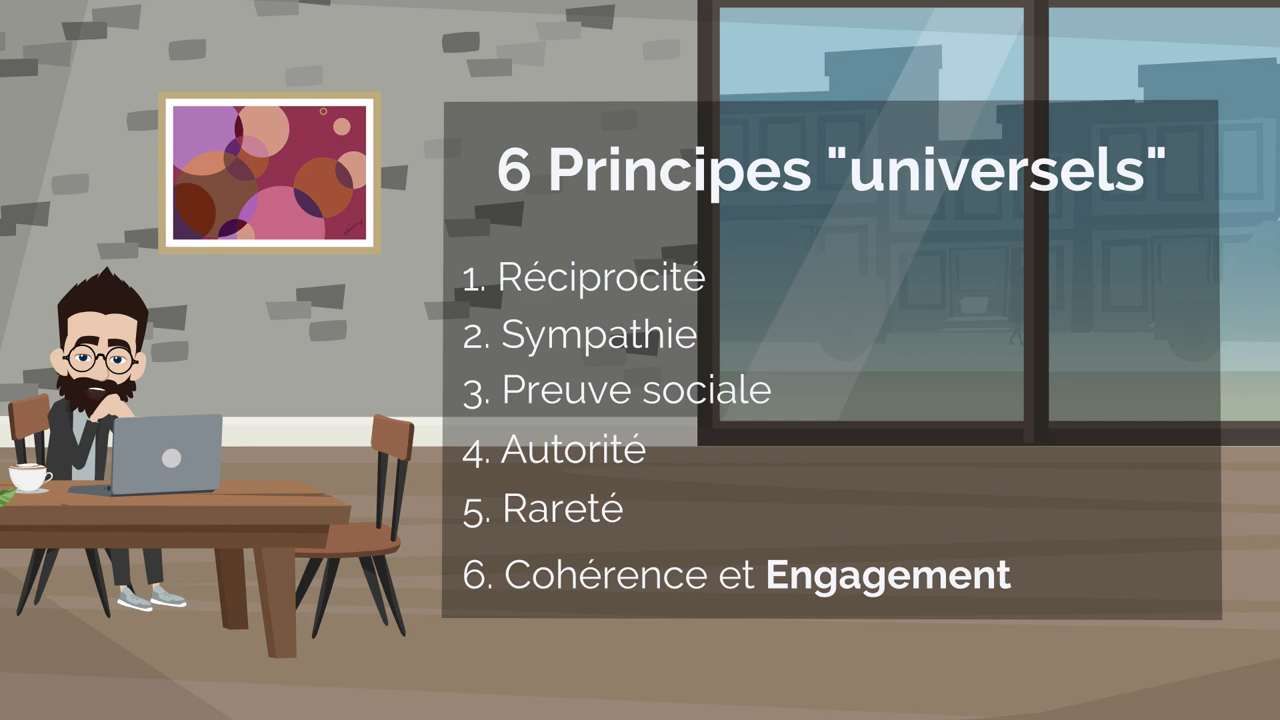 6 Principes "universels"
1. Réciprocité
2. Sympathie
3. Preuve sociale
4. Autorité
5. Rareté
6. Cohérence et Engagement